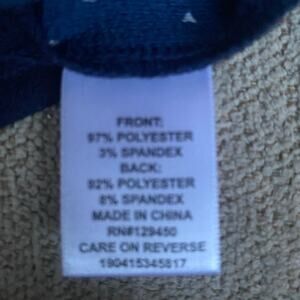 FRONT:
97% POLYESTER
3% SPANDEX
BACK:
92% POLYESTER
8% SPANDEX
MADE IN CHINA
RN#129450
CARE ON REVERSE
190415345817